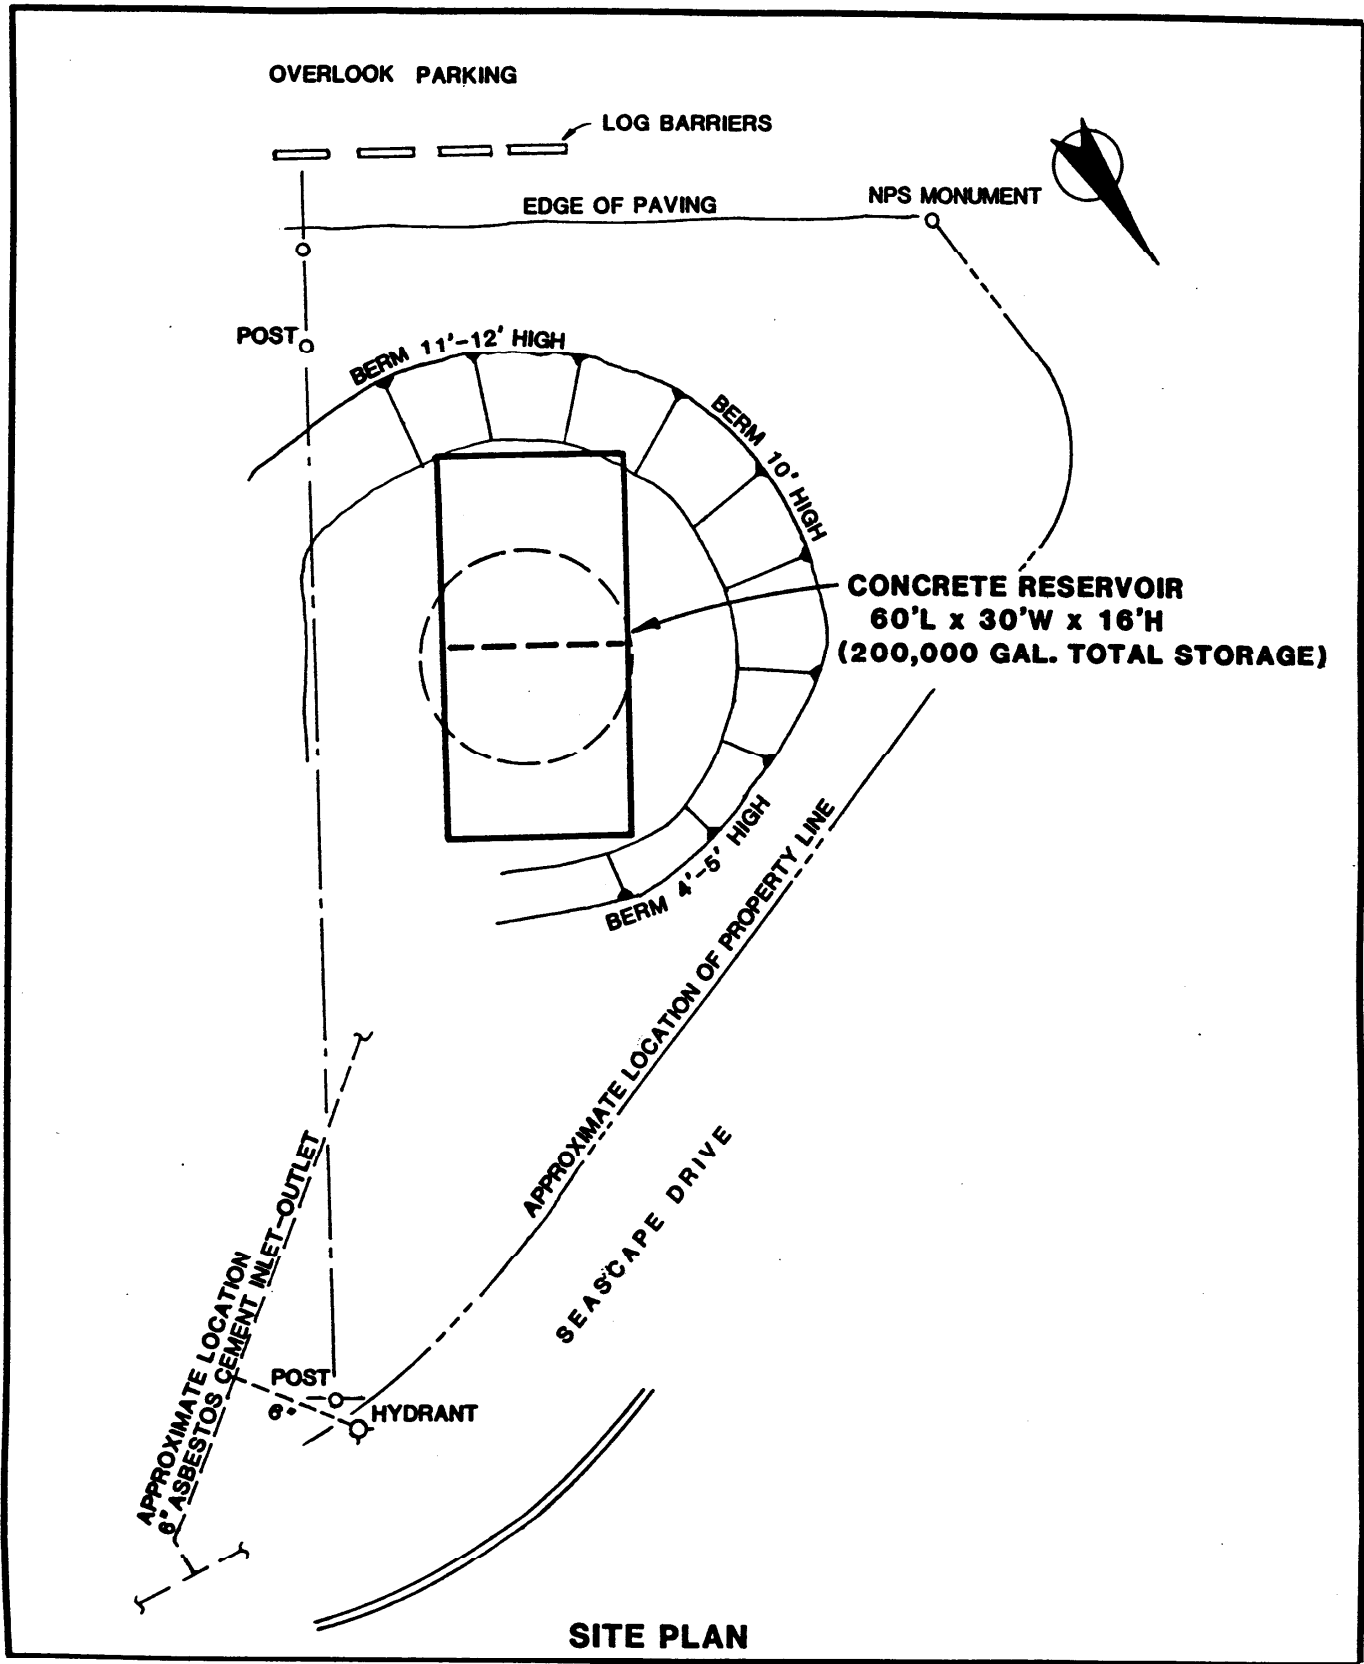 OVERLOOK PARKING
LOG BARRIERS
EDGE OF PAVING
NPS MONUMENT
POST
BERM 11'-12' HIGH
BERM 10' HIGH
CONCRETE RESERVOIR
60'L x 30'W x 16'H
(200,000 GAL. TOTAL STORAGE)
BERM 4'-5' HIGH
APPROXIMATE LOCATION OF PROPERTY LINE
SEASCAPE DRIVE
APPROXIMATE LOCATION
6" ASBESTOS CEMENT INLET-OUTLET
POST
6"
HYDRANT
SITE PLAN